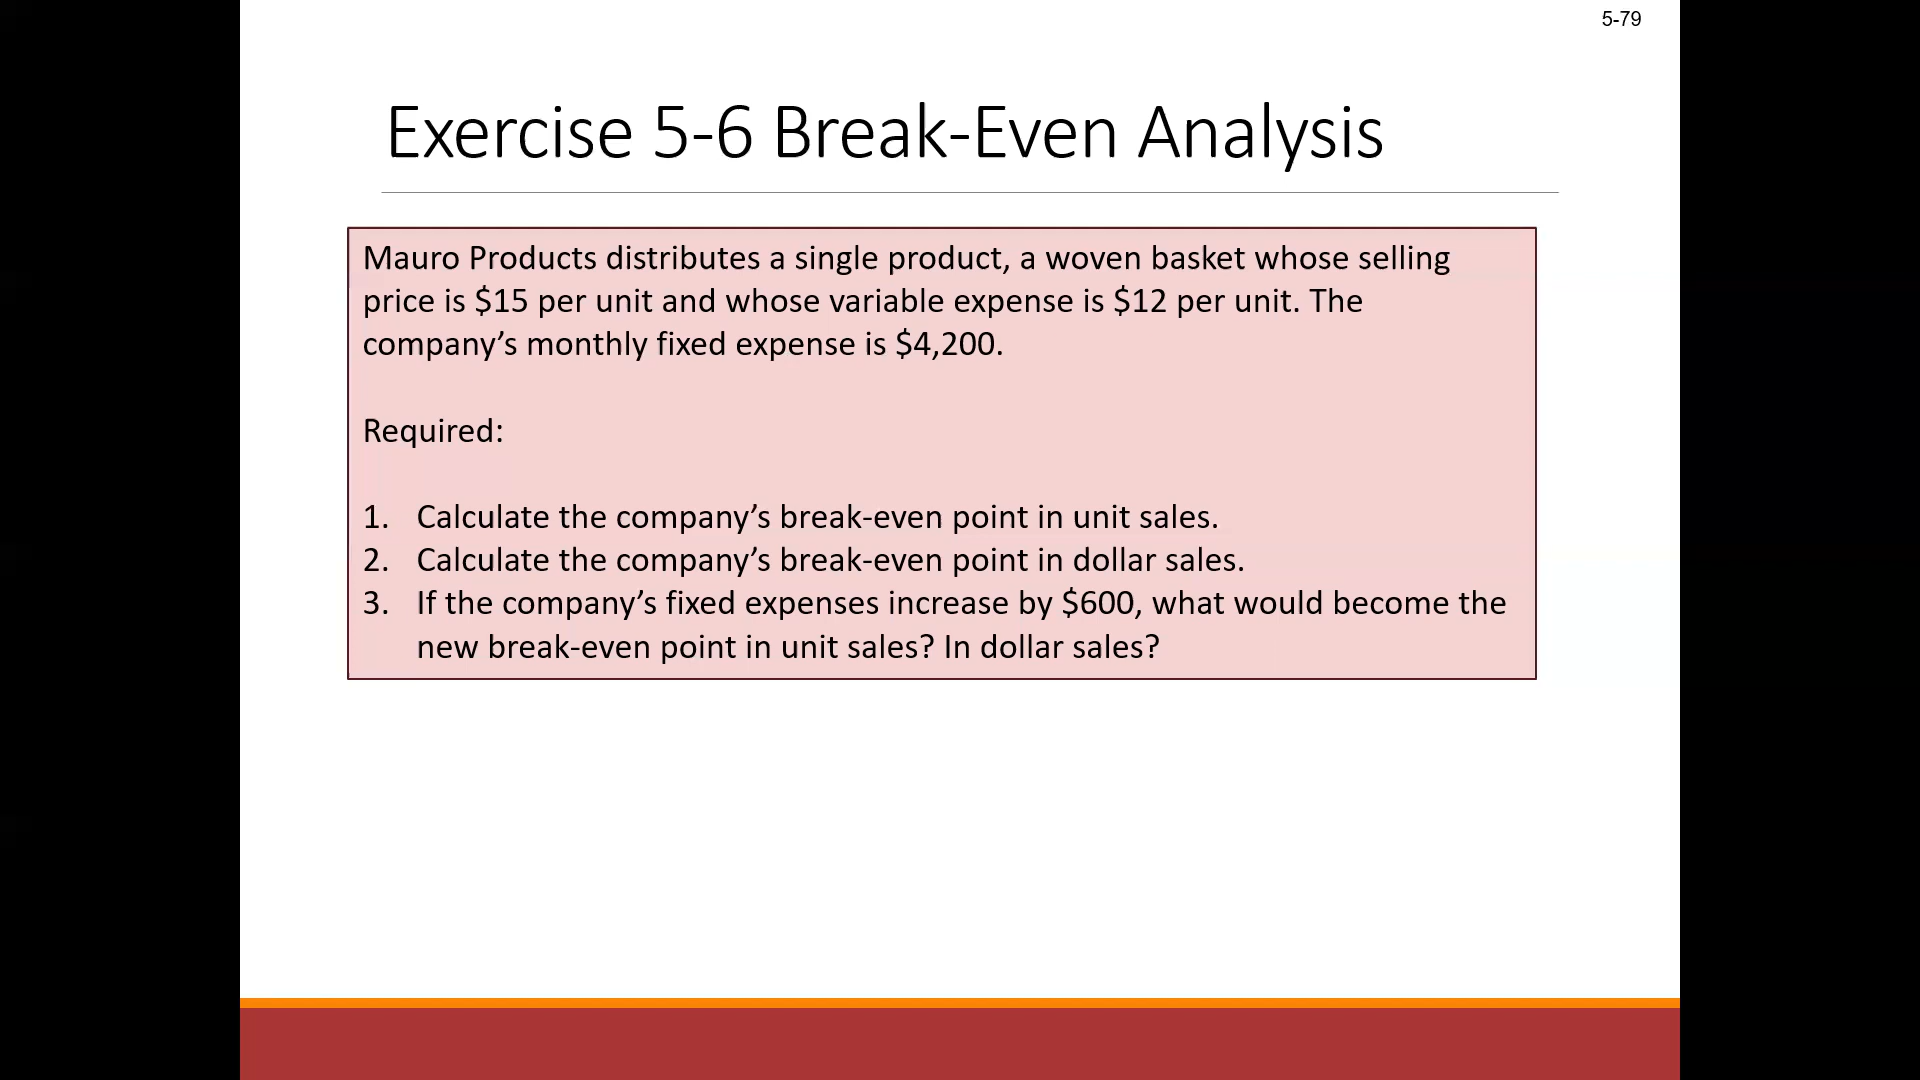 5-79
Exercise 5-6 Break-Even Analysis
Mauro Products distributes a single product, a woven basket whose selling
price is $15 per unit and whose variable expense is $12 per unit. The
company’s monthly fixed expense is $4,200.
Required:
1. Calculate the company’s break-even point in unit sales.
2. Calculate the company’s break-even point in dollar sales.
3. If the company’s fixed expenses increase by $600, what would become the
new break-even point in unit sales? In dollar sales?